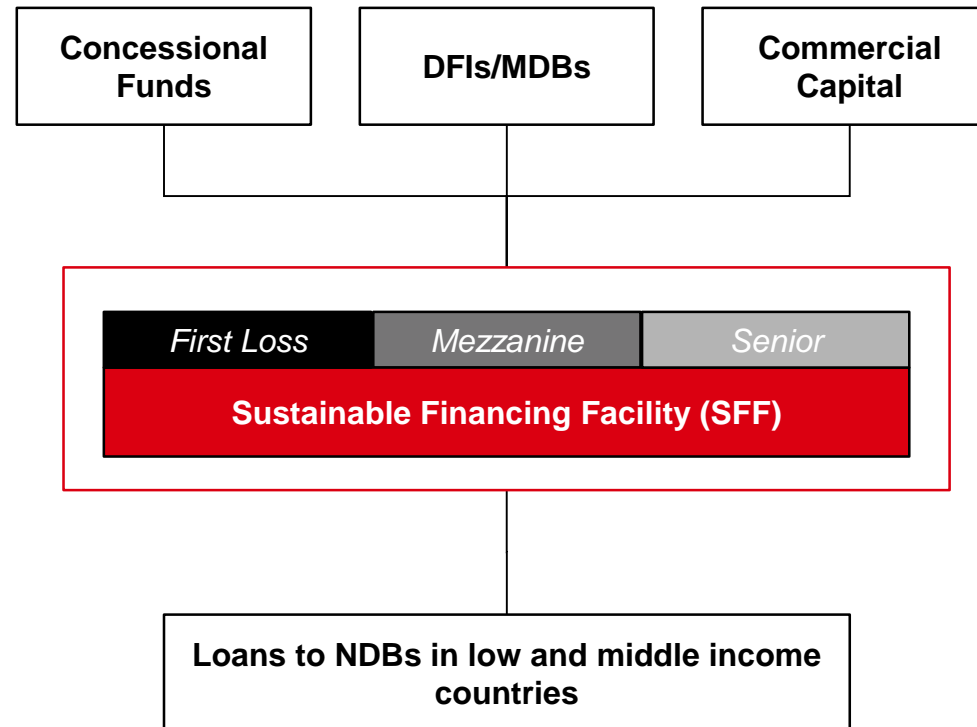 Concessional
Funds
DFIs/MDBs
Commercial
Capital
First Loss
Mezzanine
Senior
Sustainable Financing Facility (SFF)
Loans to NDBs in low and middle income
countries